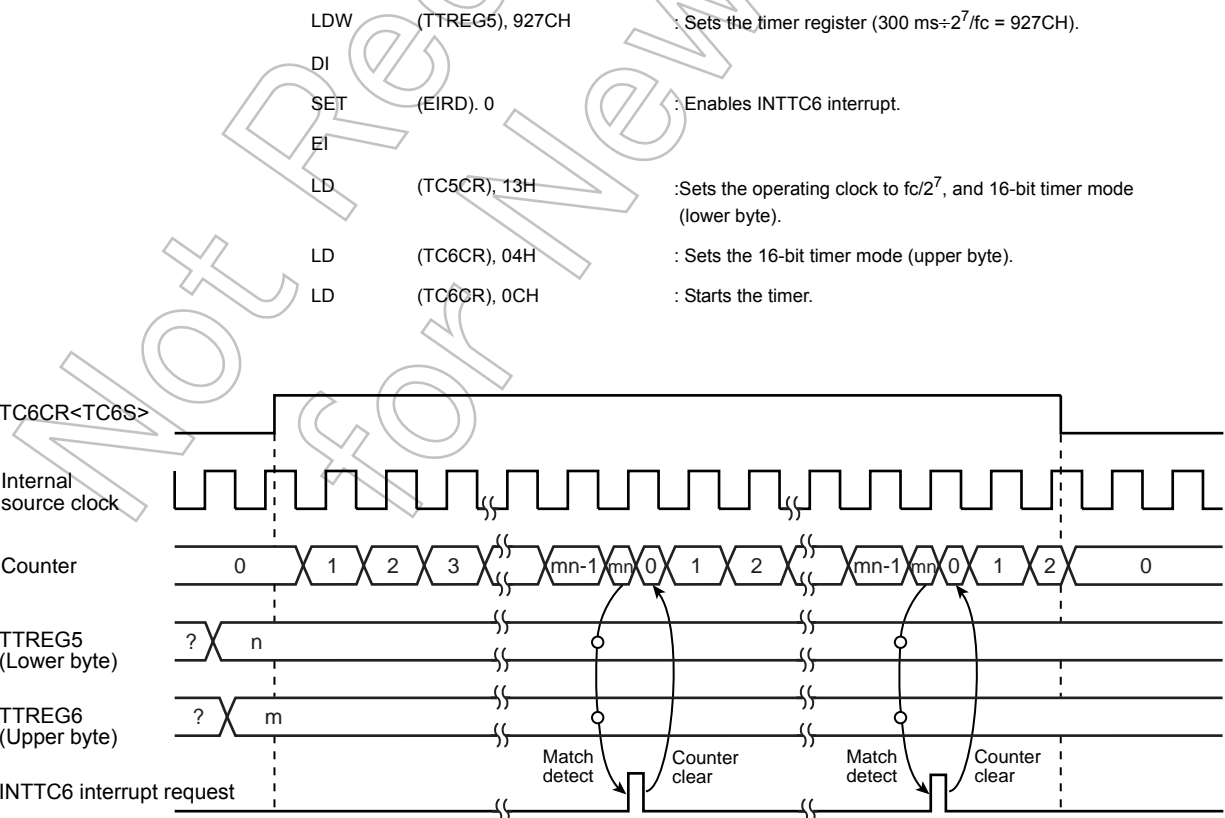 LDW (TTREG5), 927CH : Sets the timer register (300 ms÷2⁷/fc = 927CH).
DI
SET (EIRD). 0 : Enables INTTC6 interrupt.
EI
LD (TC5CR), 13H :Sets the operating clock to fc/2⁷, and 16-bit timer mode
(lower byte).
LD (TC6CR), 04H : Sets the 16-bit timer mode (upper byte).
LD (TC6CR), 0CH : Starts the timer.
Not Rec
for New
TC6CR<TC6S>
Internal
source clock
Counter 0 1 2 3 mn-1 mn 0 1 2 mn-1 mn 0 1 2 0
TTREG5
(Lower byte) ? n
TTREG6
(Upper byte) ? m
Match
detect
Counter
clear
Match
detect
Counter
clear
INTTC6 interrupt request